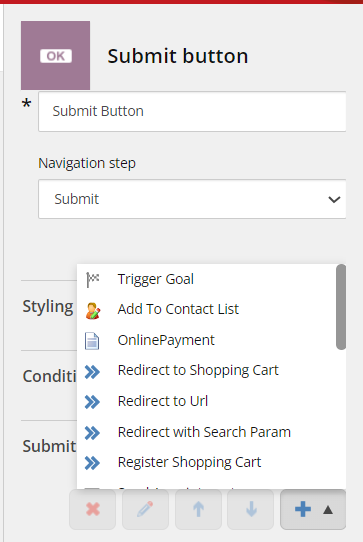 OK
Submit button
*
Submit Button
Navigation step
Submit
Trigger Goal
Styling
Add To Contact List
OnlinePayment
Redirect to Shopping Cart
Conditi
Redirect to Url
Redirect with Search Param
Submit
Register Shopping Cart